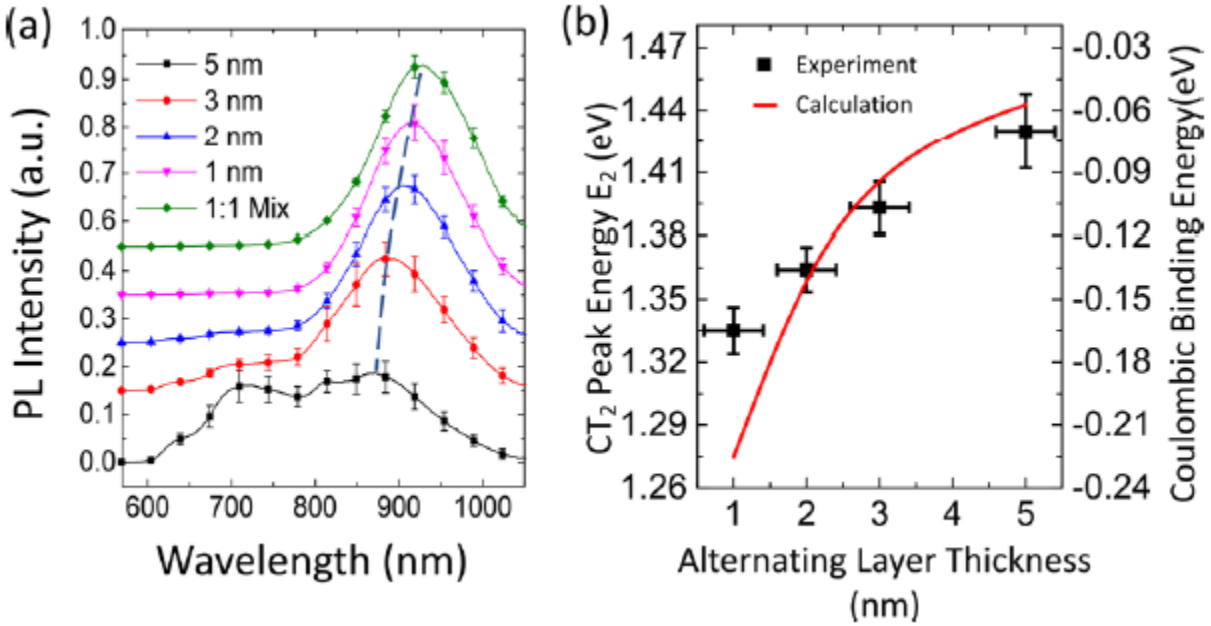 (a)
PL Intensity (a.u.)
1.0
0.9
0.8
0.7
0.6
0.5
0.4
0.3
0.2
0.1
0.0
5 nm
3 nm
2 nm
1 nm
1:1 Mix
600 700 800 900 1000
Wavelength (nm)
(b)
CT₂ Peak Energy E₂ (eV)
1.47
1.44
1.41
1.38
1.35
1.32
1.29
1.26
Experiment
Calculation
-0.03
-0.06
-0.09
-0.12
-0.15
-0.18
-0.21
-0.24
Coulombic Binding Energy(eV)
1 2 3 4 5
Alternating Layer Thickness
(nm)